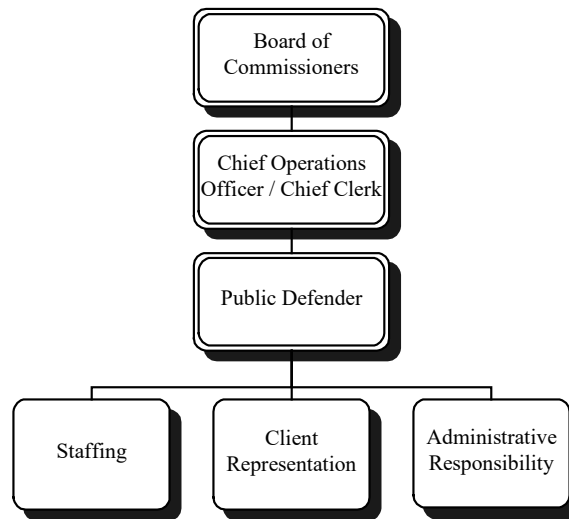 Board of
Commissioners
Chief Operations
Officer / Chief Clerk
Public Defender
Staffing
Client
Representation
Administrative
Responsibility